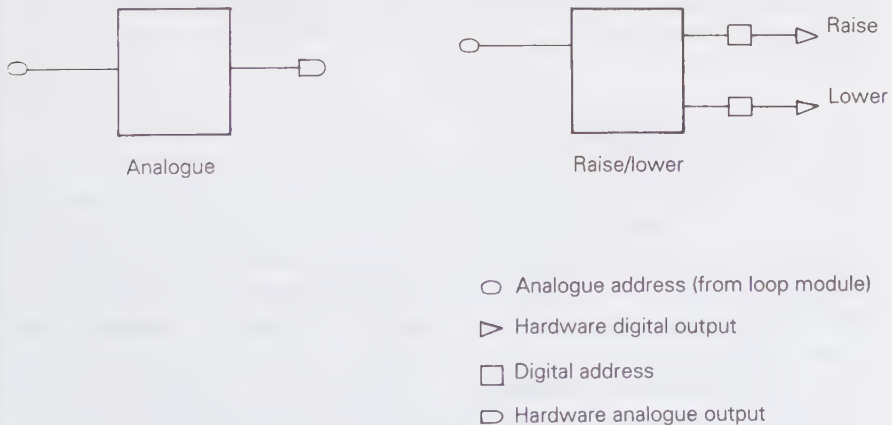 Raise
Lower
Analogue
Raise/lower
Analogue address (from loop module)
Hardware digital output
Digital address
Hardware analogue output